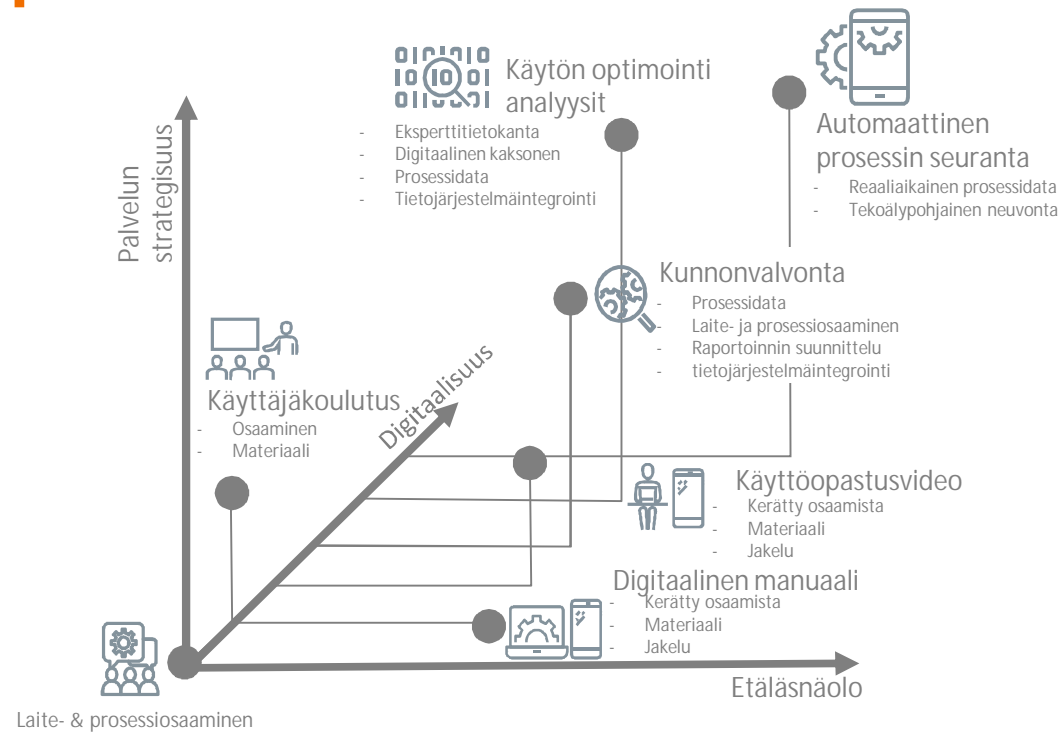 Käytön optimointi
analyysit
- Eksperttitietokanta
- Digitaalinen kaksonen
- Prosessidata
- Tietojärjestelmäintegrointi
Automaattinen
prosessin seuranta
- Reaaliaikainen prosessidata
- Tekoälypohjainen neuvonta
Palvelun
strategisuus
Kunnonvalvonta
- Prosessidata
- Laite- ja prosessiosaaminen
- Raportoinnin suunnittelu
- tietojärjestelmäintegrointi
Digitaalisuus
Käyttäjäkoulutus
- Osaaminen
- Materiaali
Käyttöopastusvideo
- Kerätty osaamista
- Materiaali
- Jakelu
Digitaalinen manuaali
- Kerätty osaamista
- Materiaali
- Jakelu
Etäläsnäolo
Laite- & prosessiosaaminen